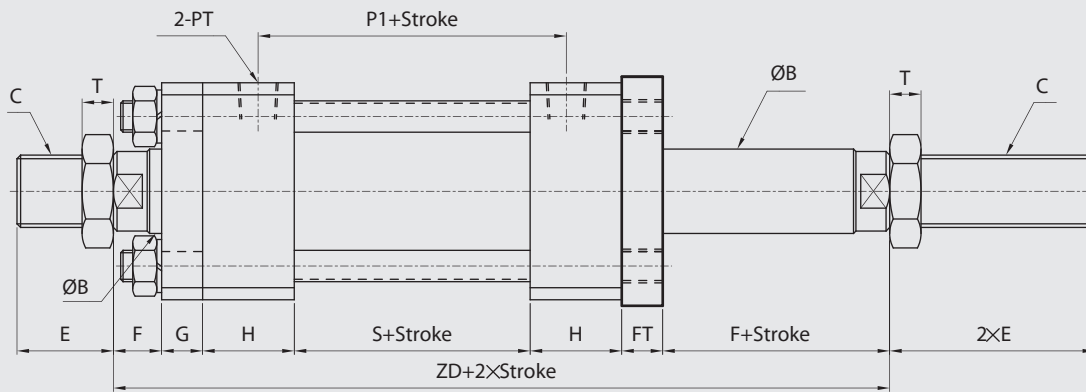 2-PT
P1+Stroke
T
ØB
T
C
C
ØB
E
F
G
H
S+Stroke
H
FT
F+Stroke
2×E
ZD+2×Stroke